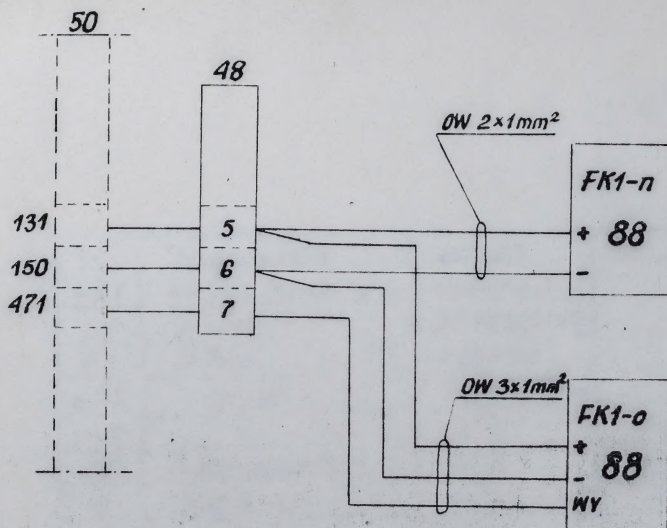 50
48
OW 2×1mm²
FK1-n
131
5
+ 88
150
6
-
471
7
OW 3×1mm²
FK1-o
+
88
-
WY